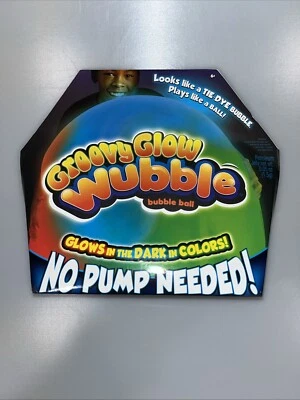 Looks like a TIE DYE BUBBLE
Plays like a BALL!
Groovy Glow
Wubble
bubble ball
GLOWS IN THE DARK IN COLORS!
NO PUMP NEEDED!